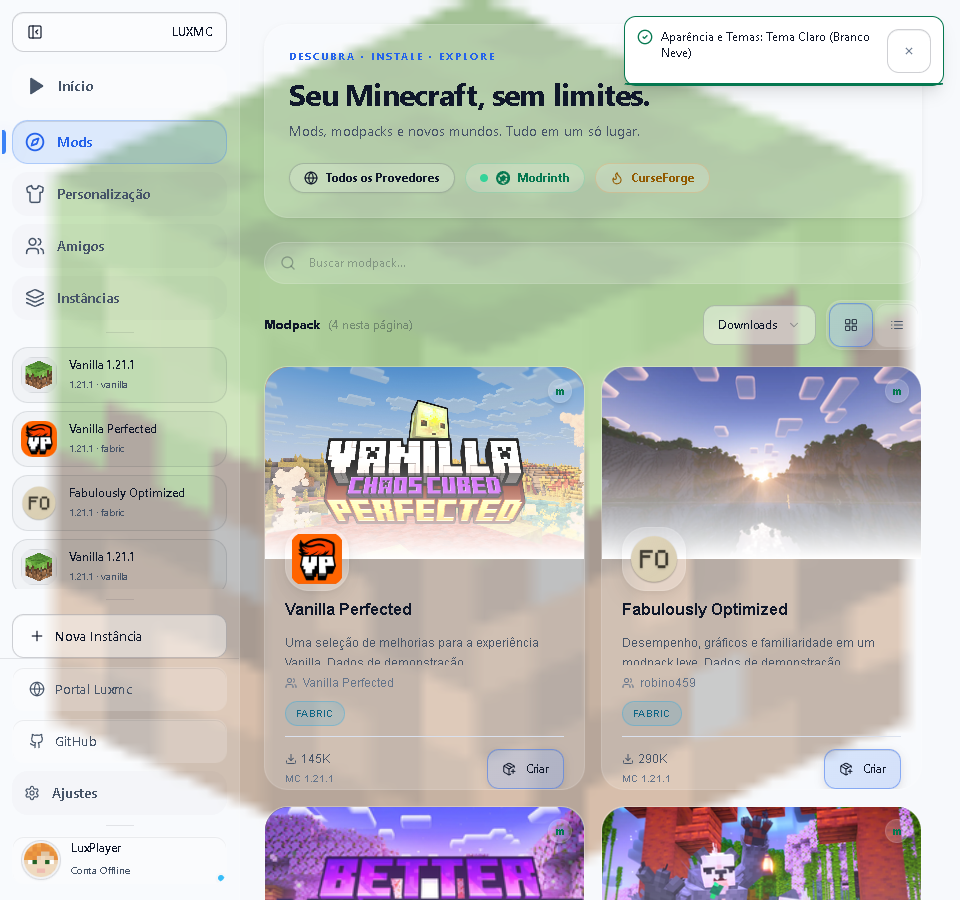 LUXMC
Início
Mods
Personalização
Amigos
Instâncias
Vanilla 1.21.1
1.21.1 · vanilla
Vanilla Perfected
1.21.1 · fabric
Fabulously Optimized
1.21.1 · fabric
Vanilla 1.21.1
1.21.1 · vanilla
Nova Instância
Portal Luxmc
GitHub
Ajustes
LuxPlayer
Conta Offline
Aparência e Temas: Tema Claro (Branco
Neve)
DESCUBRA · INSTALE · EXPLORE
Seu Minecraft, sem limites.
Mods, modpacks e novos mundos. Tudo em um só lugar.
Todos os Provedores
Modrinth
CurseForge
Buscar modpack...
Modpack (4 nesta página)
Downloads
m
VANILLA
CHAOS CUBED
PERFECTED
VP
Vanilla Perfected
Uma seleção de melhorias para a experiência
Vanilla. Dados de demonstração.
Vanilla Perfected
FABRIC
145K
MC 1.21.1
Criar
m
FO
Fabulously Optimized
Desempenho, gráficos e familiaridade em um
modpack leve. Dados de demonstração.
robino459
FABRIC
290K
MC 1.21.1
Criar
m
BETTER
m